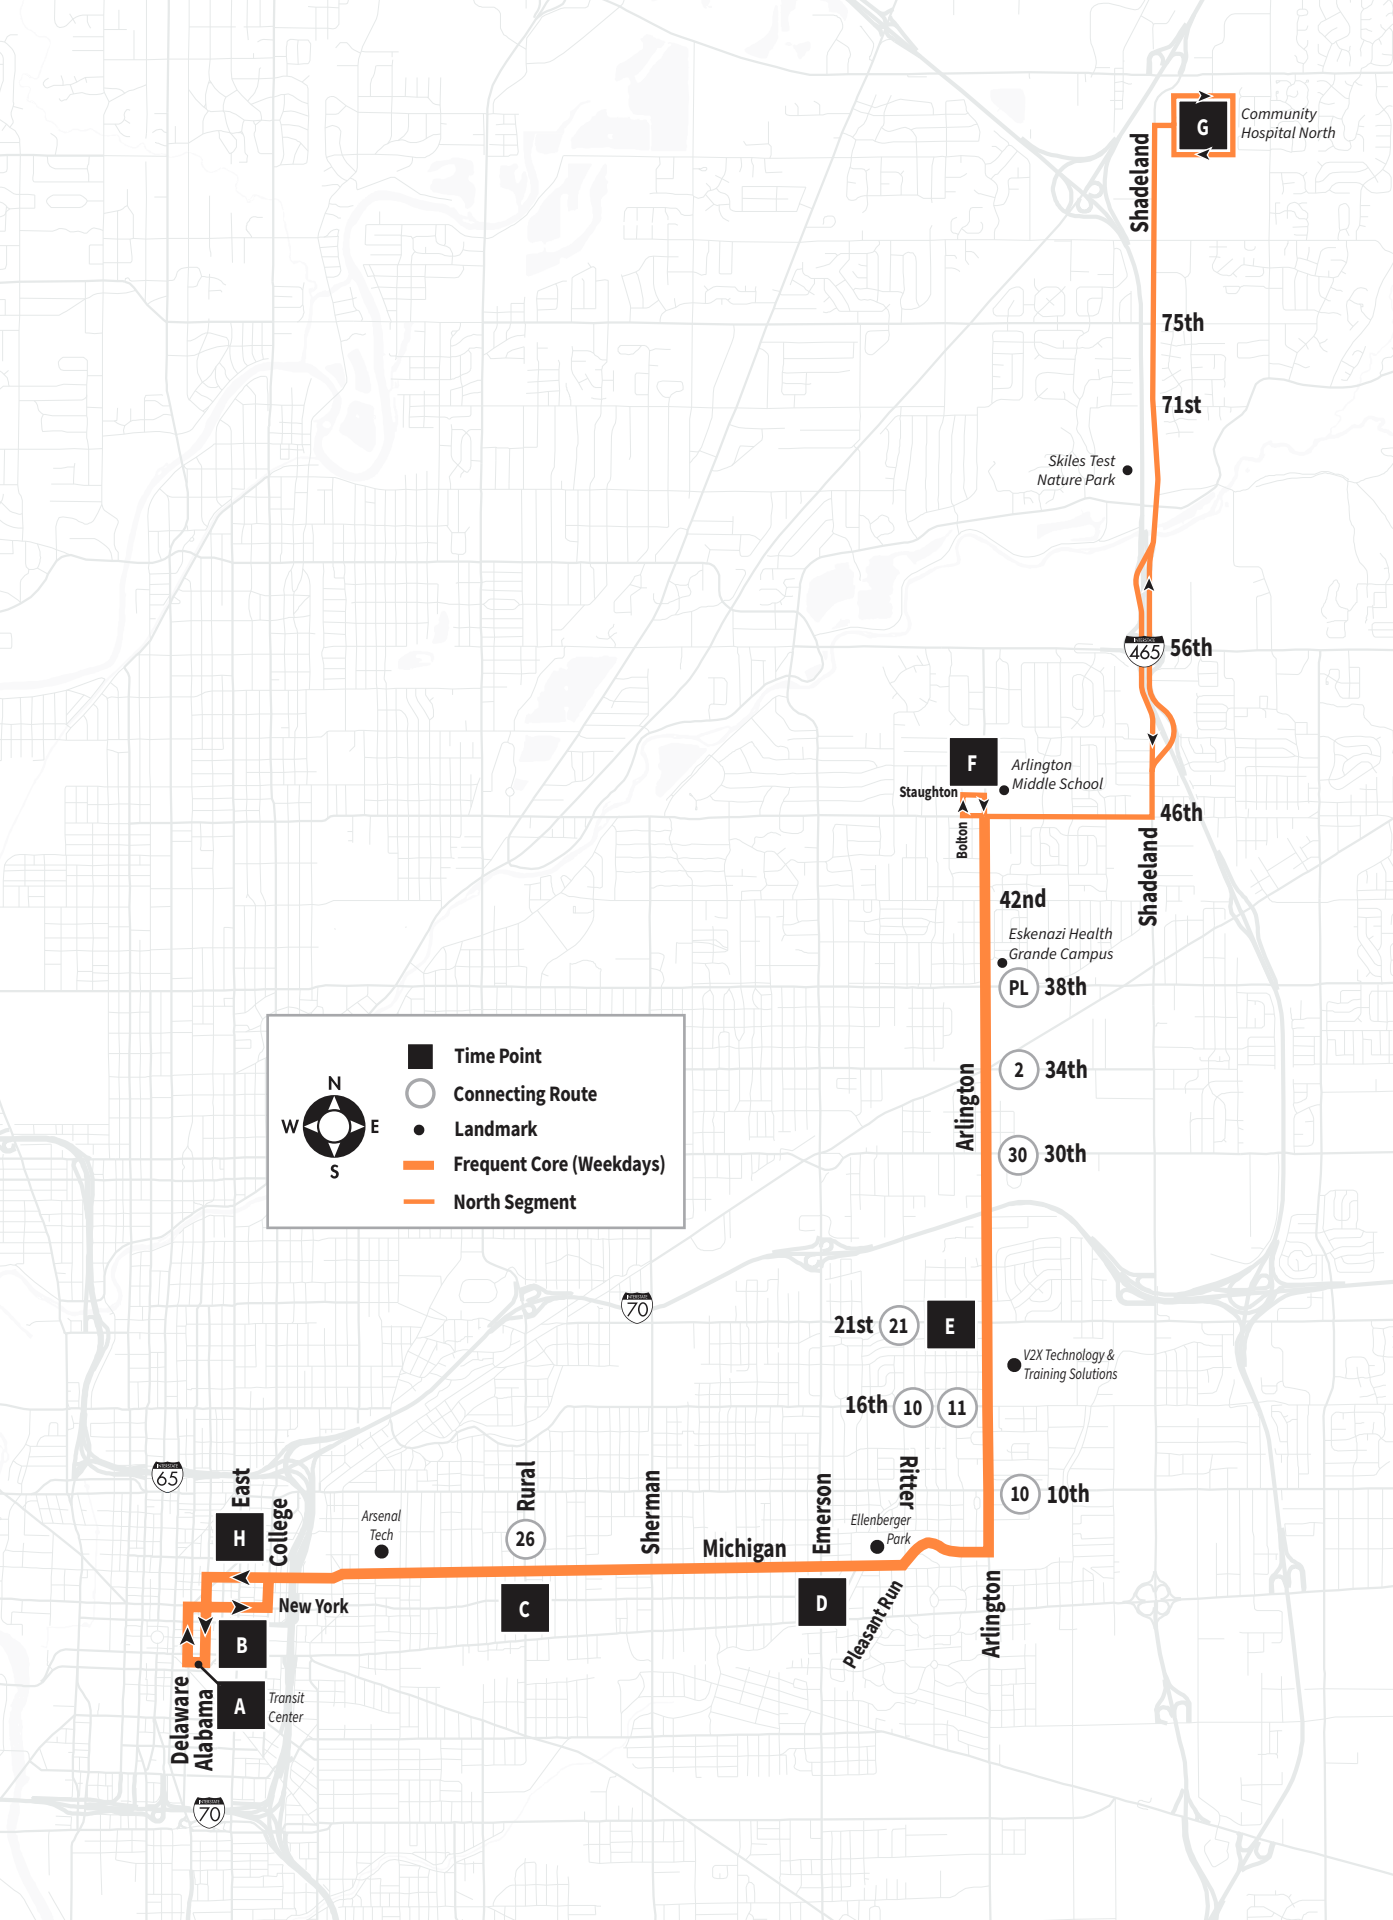 G
Community
Hospital North
Shadeland
75th
71st
Skiles Test
Nature Park
INTERSTATE
465
56th
F
Arlington
Middle School
Staughton
Bolton
46th
Shadeland
42nd
Eskenazi Health
Grande Campus
PL
38th
Arlington
2
34th
30
30th
N
W
E
S
Time Point
Connecting Route
Landmark
Frequent Core (Weekdays)
North Segment
INTERSTATE
70
21st
21
E
V2X Technology &
Training Solutions
16th
10
11
INTERSTATE
65
East
College
H
Arsenal
Tech
Rural
26
Sherman
Michigan
Emerson
Ritter
Ellenberger
Park
10
10th
New York
C
D
Pleasant Run
Arlington
B
A
Transit
Center
Delaware
Alabama
INTERSTATE
70